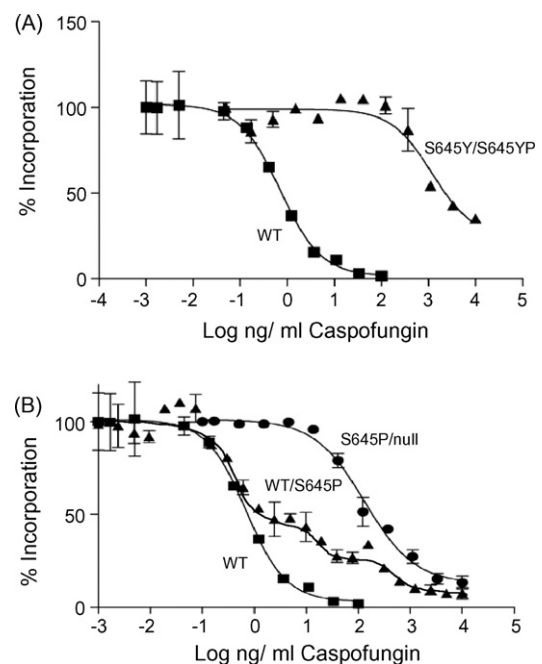 (A)
150
100
50
0
% Incorporation
S645Y/S645YP
WT
-4 -3 -2 -1 0 1 2 3 4 5
Log ng/ ml Caspofungin
(B)
100
50
0
% Incorporation
S645P/null
WT/S645P
WT
-3 -2 -1 0 1 2 3 4 5
Log ng/ ml Caspofungin